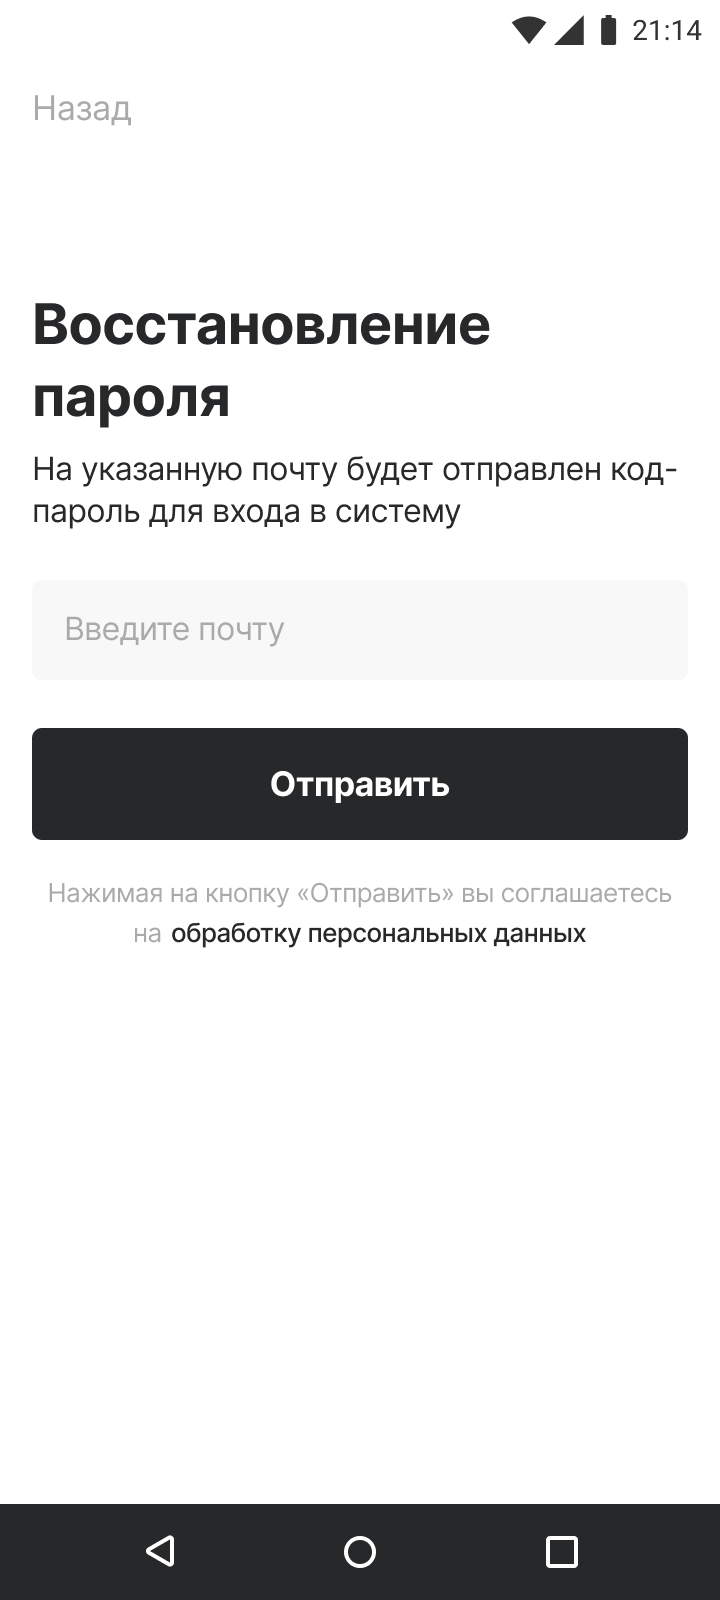 21:14
Назад
Восстановление
пароля
На указанную почту будет отправлен код-
пароль для входа в систему
Введите почту
Отправить
Нажимая на кнопку «Отправить» вы соглашаетесь
на обработку персональных данных